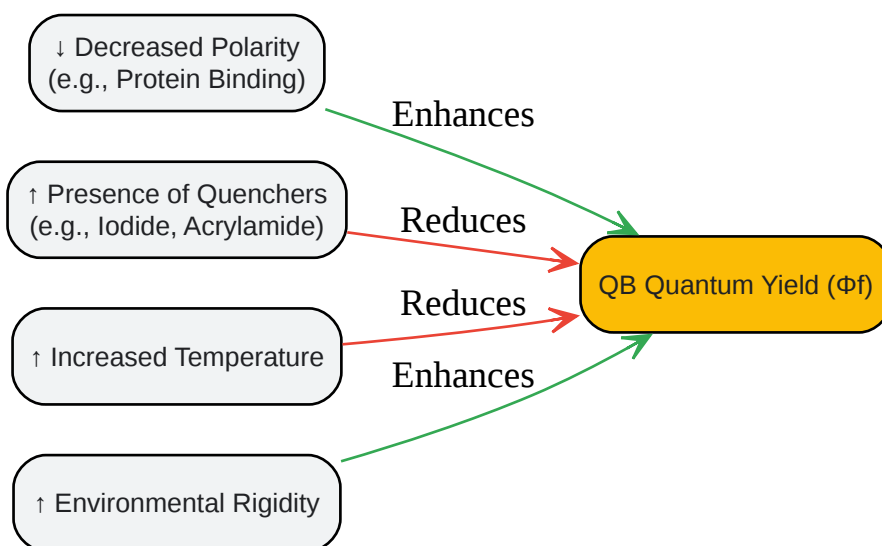 ↓ Decreased Polarity
(e.g., Protein Binding)
Enhances
↑ Presence of Quenchers
(e.g., Iodide, Acrylamide)
Reduces
QB Quantum Yield (Φf)
Reduces
↑ Increased Temperature
Enhances
↑ Environmental Rigidity